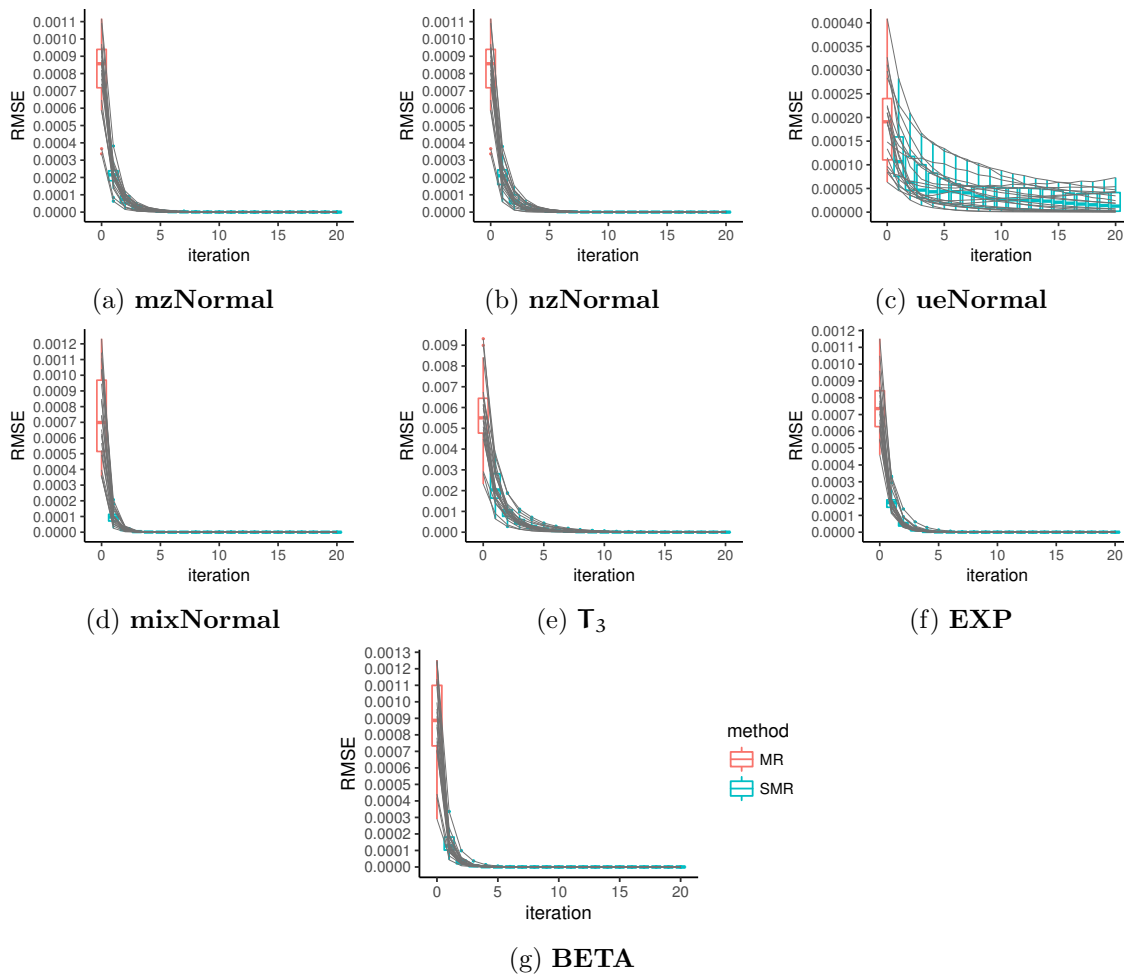 0.0011
0.0010
0.0009
0.0008
0.0007
0.0006
0.0005
0.0004
0.0003
0.0002
0.0001
0.0000
RMSE
0 5 10 15 20
iteration
(a) mzNormal
0.0011
0.0010
0.0009
0.0008
0.0007
0.0006
0.0005
0.0004
0.0003
0.0002
0.0001
0.0000
RMSE
0 5 10 15 20
iteration
(b) nzNormal
0.00040
0.00035
0.00030
0.00025
0.00020
0.00015
0.00010
0.00005
0.00000
RMSE
0 5 10 15 20
iteration
(c) ueNormal
0.0012
0.0011
0.0010
0.0009
0.0008
0.0007
0.0006
0.0005
0.0004
0.0003
0.0002
0.0001
0.0000
RMSE
0 5 10 15 20
iteration
(d) mixNormal
0.009
0.008
0.007
0.006
0.005
0.004
0.003
0.002
0.001
0.000
RMSE
0 5 10 15 20
iteration
(e) T₃
0.0012
0.0011
0.0010
0.0009
0.0008
0.0007
0.0006
0.0005
0.0004
0.0003
0.0002
0.0001
0.0000
RMSE
0 5 10 15 20
iteration
(f) EXP
0.0013
0.0012
0.0011
0.0010
0.0009
0.0008
0.0007
0.0006
0.0005
0.0004
0.0003
0.0002
0.0001
0.0000
RMSE
0 5 10 15 20
iteration
method
MR
SMR
(g) BETA